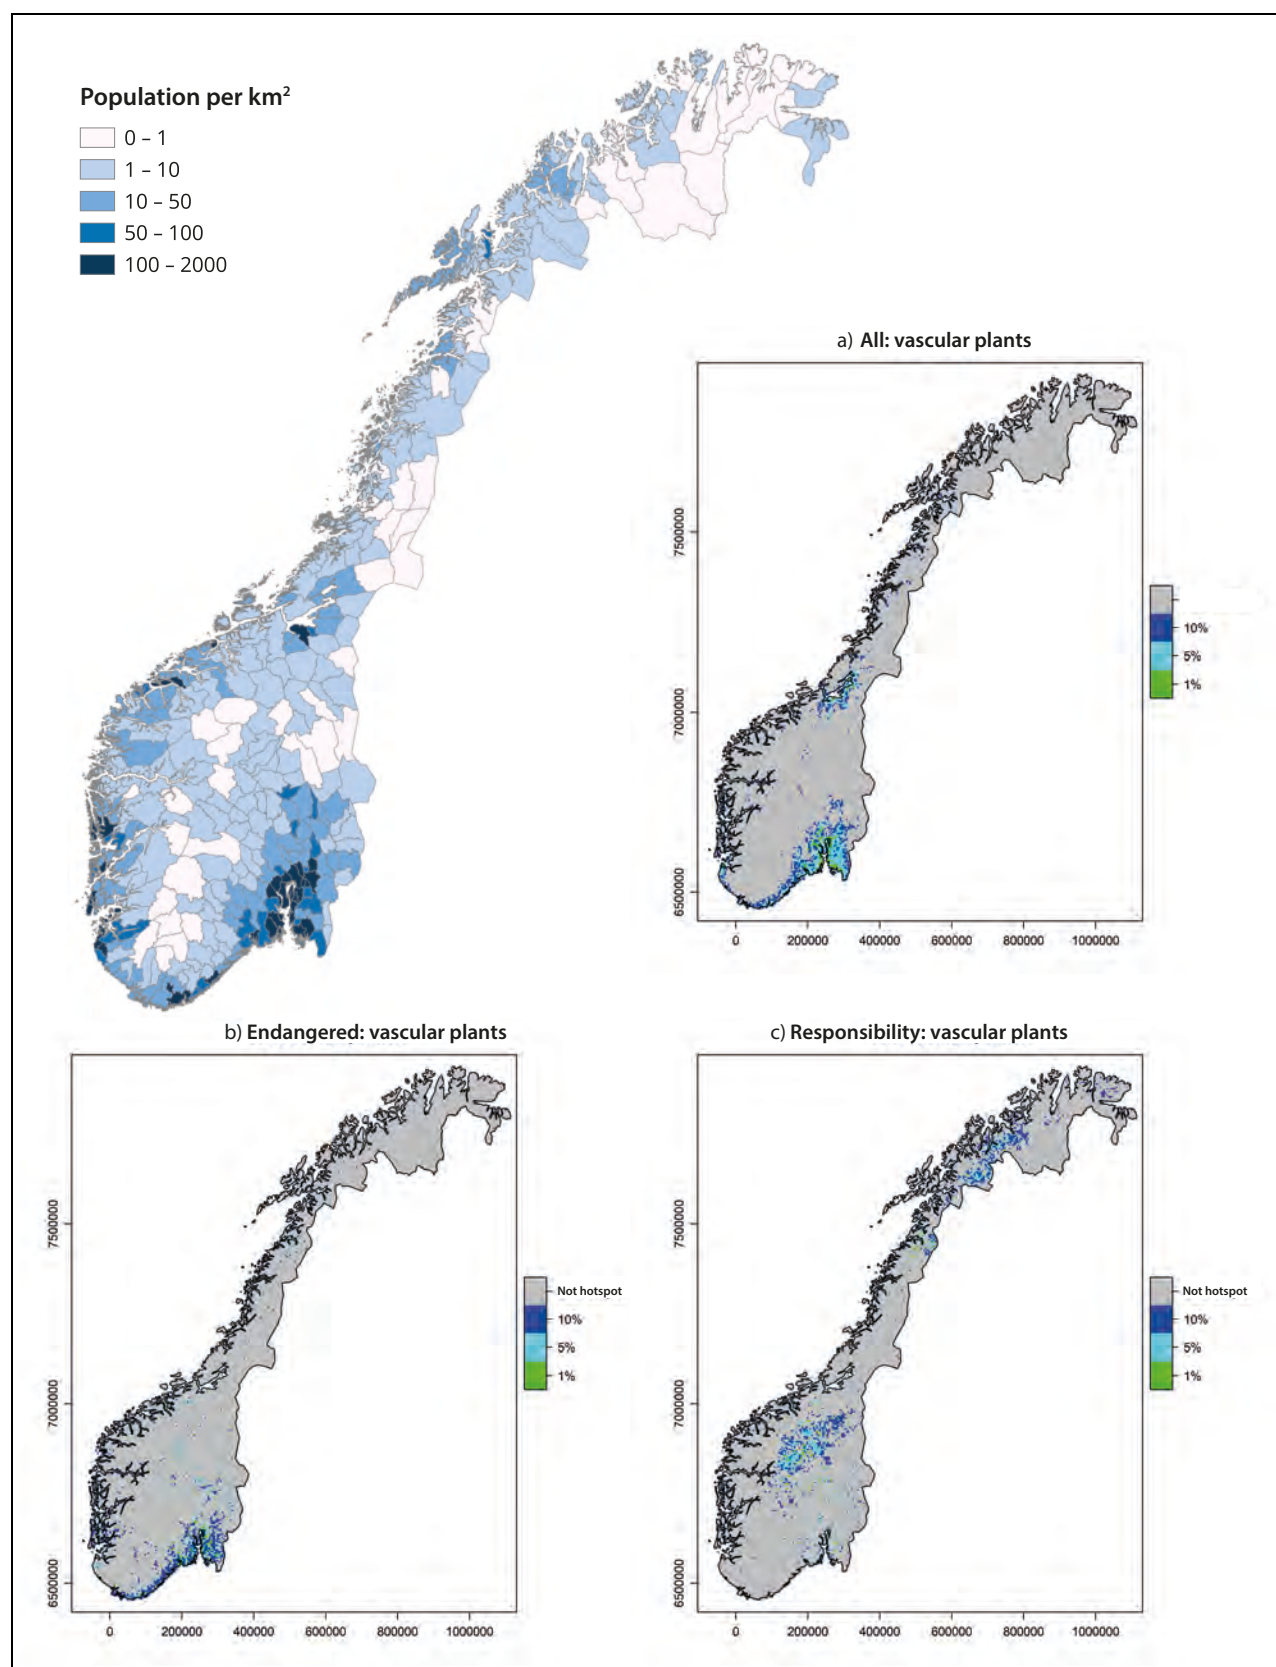 Population per km²
0 – 1
1 – 10
10 – 50
50 – 100
100 – 2000
a) All: vascular plants
7500000
7000000
6500000
10%
5%
1%
0 200000 400000 600000 800000 1000000
b) Endangered: vascular plants
7500000
7000000
6500000
Not hotspot
10%
5%
1%
0 200000 400000 600000 800000 1000000
c) Responsibility: vascular plants
7500000
7000000
6500000
Not hotspot
10%
5%
1%
0 200000 400000 600000 800000 1000000